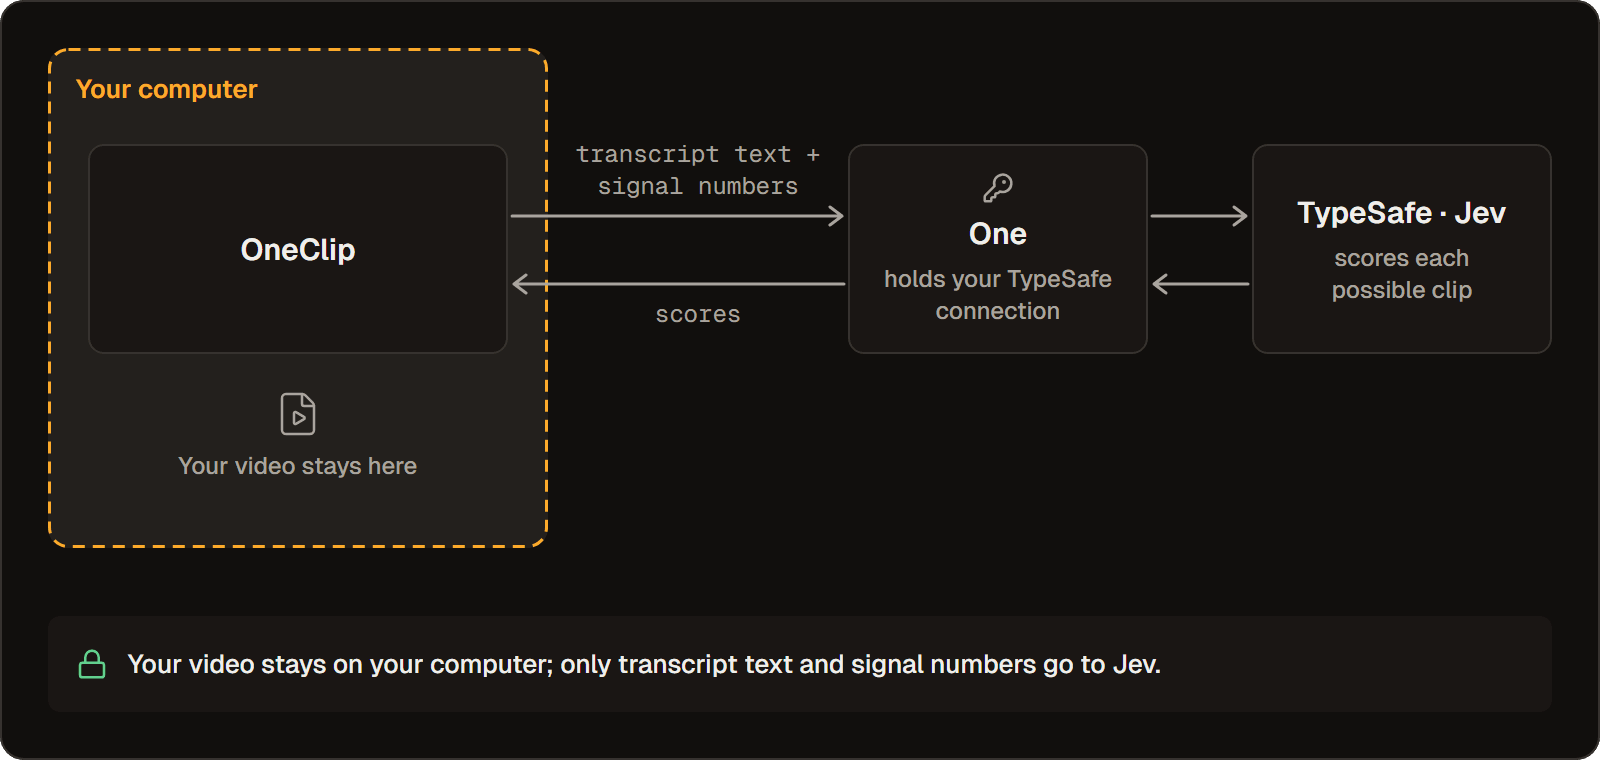 Your computer
OneClip
Your video stays here
transcript text +
signal numbers
scores
One
holds your TypeSafe
connection
TypeSafe · Jev
scores each
possible clip
Your video stays on your computer; only transcript text and signal numbers go to Jev.